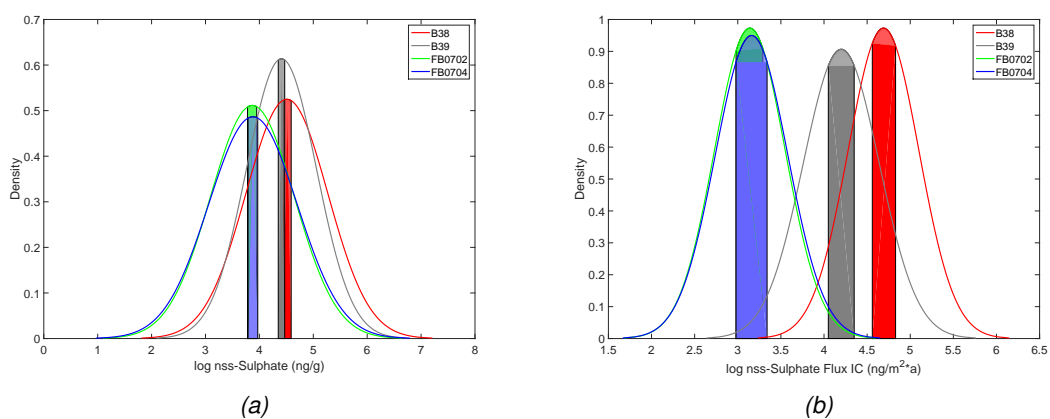 0.7
0.6
0.5
0.4
0.3
0.2
0.1
0
Density
0 1 2 3 4 5 6 7 8
log nss-Sulphate (ng/g)
B38
B39
FB0702
FB0704
(a)
1
0.9
0.8
0.7
0.6
0.5
0.4
0.3
0.2
0.1
0
Density
1.5 2 2.5 3 3.5 4 4.5 5 5.5 6 6.5
log nss-Sulphate Flux IC (ng/m²*a)
B38
B39
FB0702
FB0704
(b)